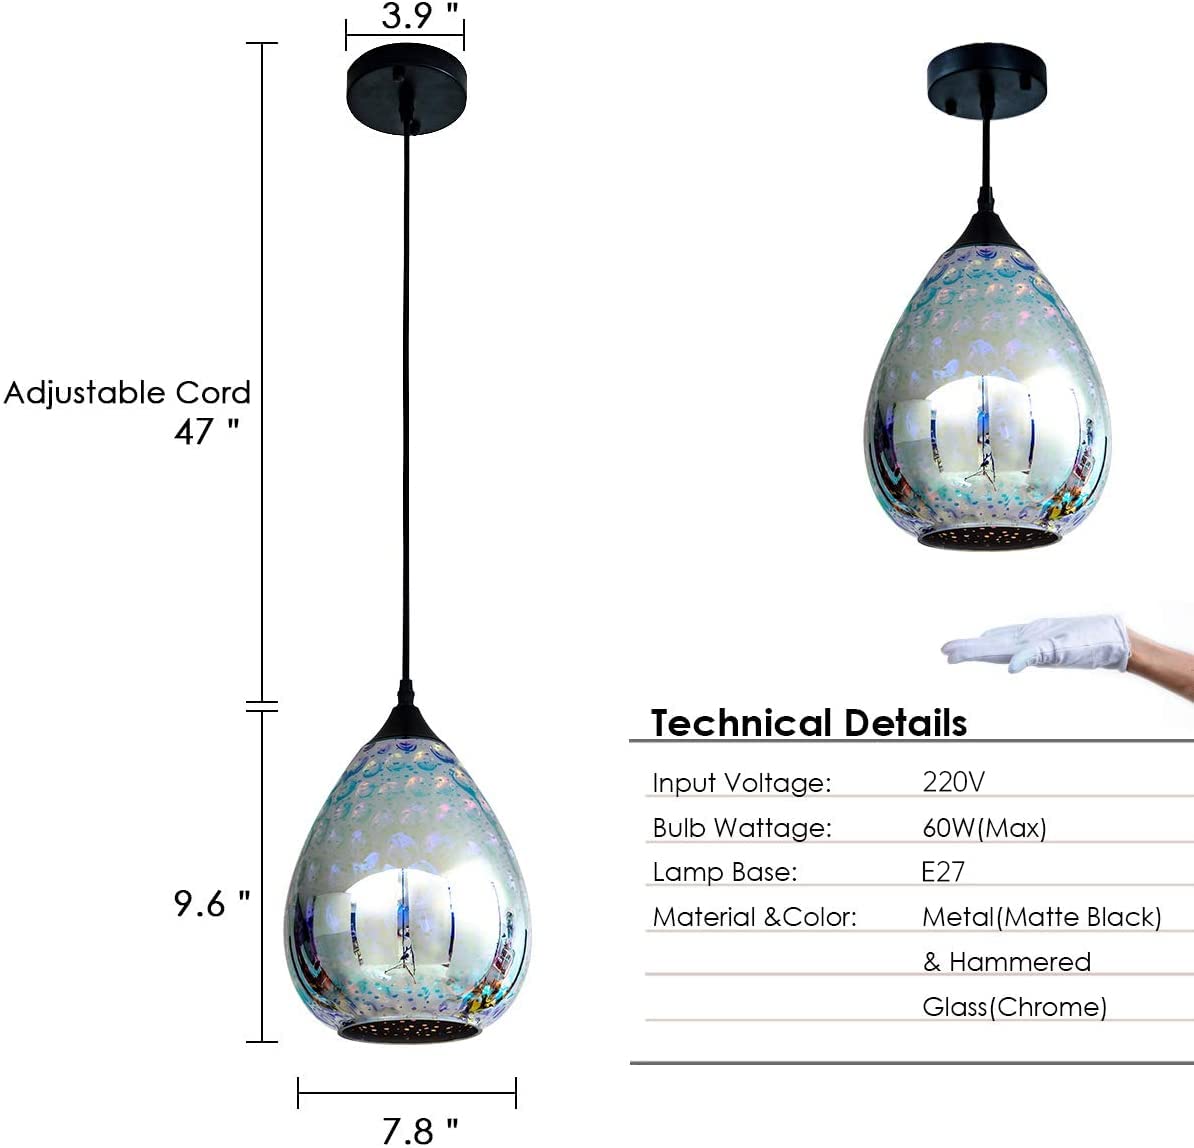 3.9 "
Adjustable Cord
47 "
9.6 "
7.8 "
Technical Details
Input Voltage: 220V
Bulb Wattage: 60W(Max)
Lamp Base: E27
Material &Color: Metal(Matte Black)
& Hammered
Glass(Chrome)